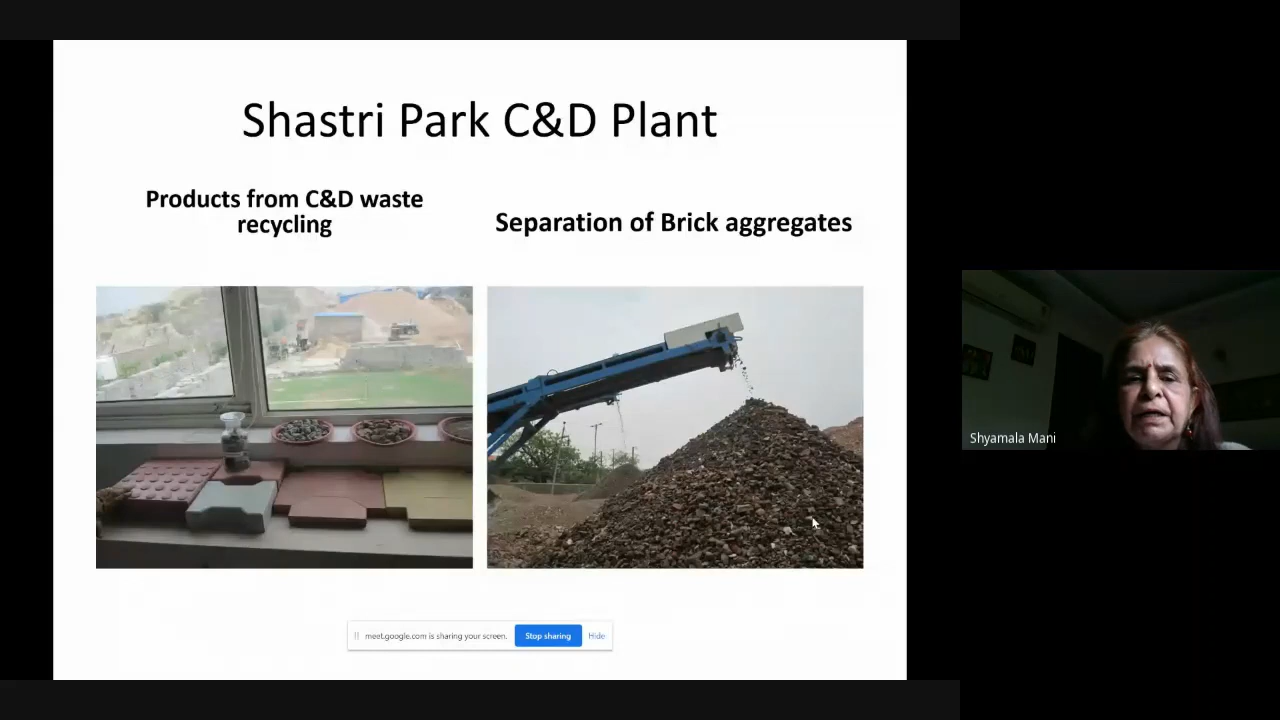 Shastri Park C&D Plant
Products from C&D waste
recycling
Separation of Brick aggregates
Shyamala Mani
meet.google.com is sharing your screen.
Stop sharing
Hide